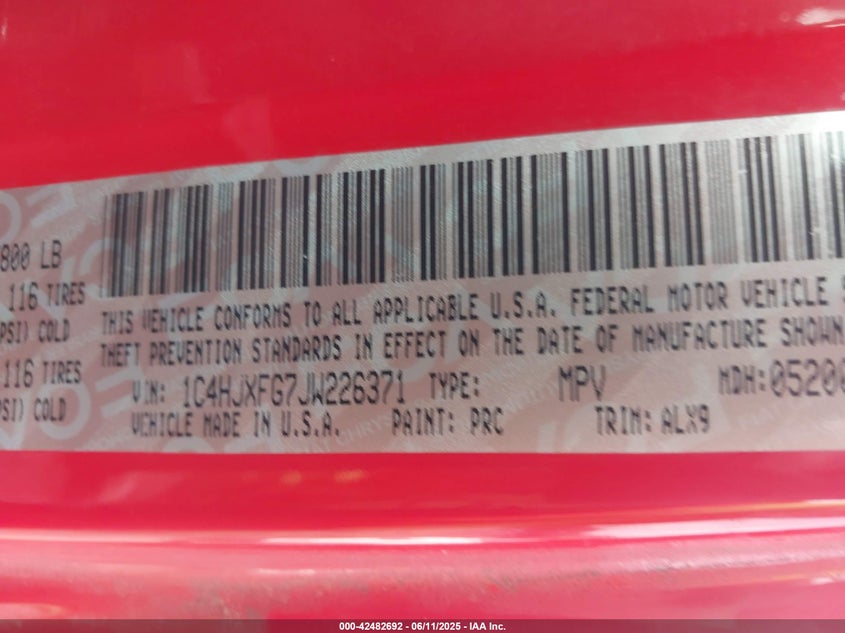 800 LB
116 TIRES
PSI) COLD
116 TIRES
PSI) COLD
THIS VEHICLE CONFORMS TO ALL APPLICABLE U.S.A. FEDERAL MOTOR VEHICLE S
THEFT PREVENTION STANDARDS IN EFFECT ON THE DATE OF MANUFACTURE SHOWN
VIN: 1C4HJXFG7JW226371 TYPE: MPV MDH: 05200
VEHICLE MADE IN U.S.A. PAINT: PRC TRIM: ALX9
000-42482692 - 06/11/2025 - IAA Inc.